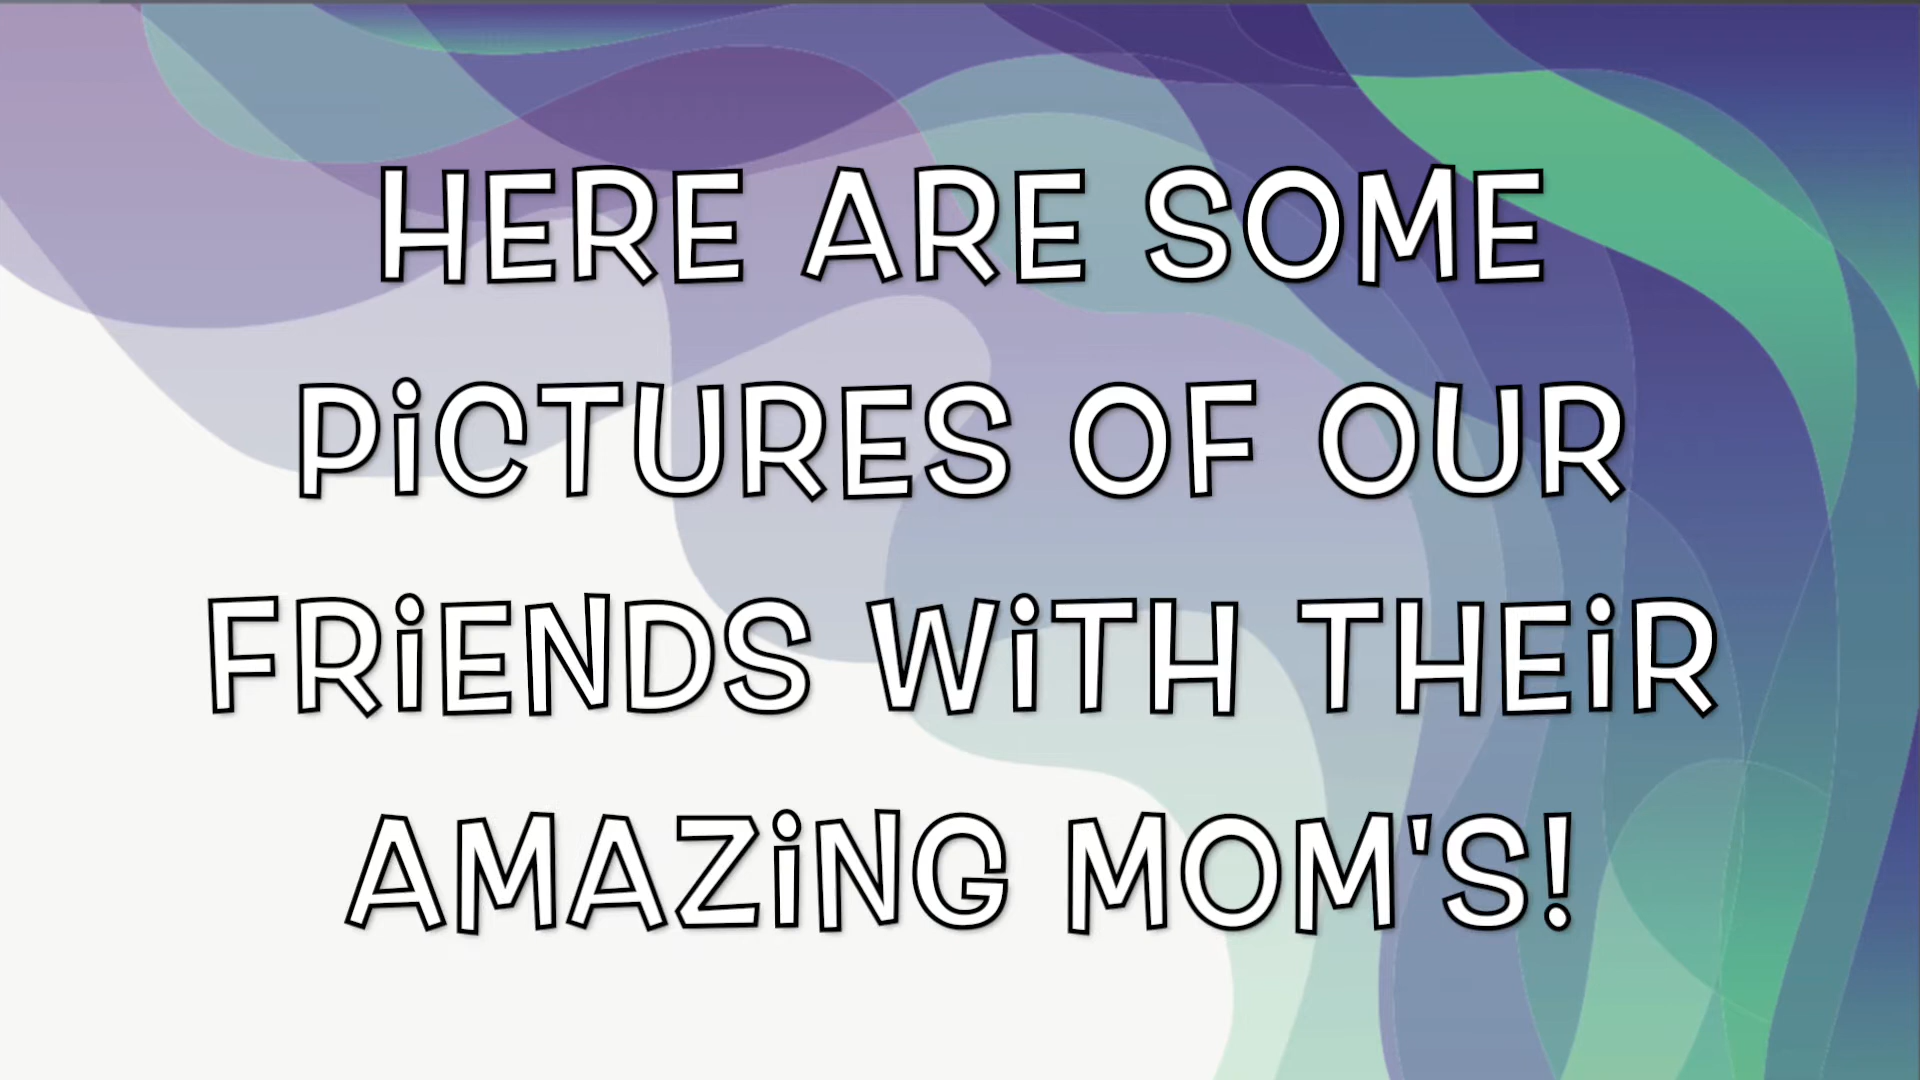 HERE ARE SOME
PiCTURES OF OUR
FRiENDS WiTH THEiR
AMAZiNG MOM'S!